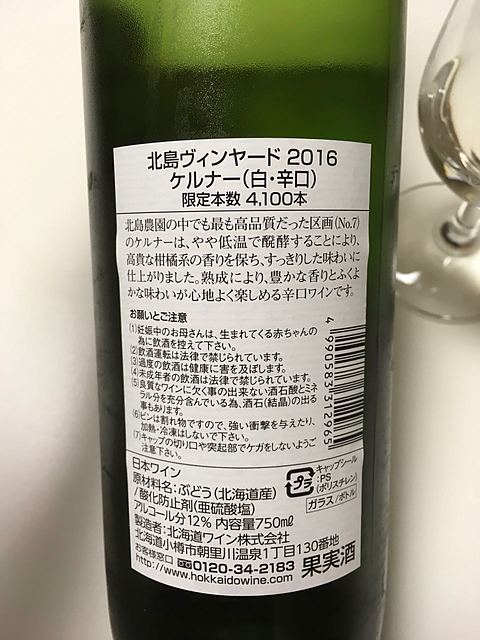 北島ヴィンヤード 2016
ケルナー(白・辛口)
限定本数 4,100本
北島農園の中でも最も高品質だった区画(No.7)
のケルナーは、やや低温で醗酵することにより、
高貴な柑橘系の香りを保ち、すっきりした味わいに
仕上がりました。熟成により、豊かな香りとふくよ
かな味わいが心地よく楽しめる辛口ワインです。
お願いとご注意
(1)妊娠中のお母さんは、生まれてくる赤ちゃんの
為に飲酒を控えて下さい。
(2)飲酒運転は法律で禁じられています。
(3)過度の飲酒は健康に害を及ぼします。
(4)未成年者の飲酒は法律で禁じられています。
(5)良質なワインに欠く事の出来ない酒石酸とミネ
ラル分を充分含んでいる為、酒石(結晶)の出る
事もあります。
(6)ビンは割れ物ですので、強い衝撃を与えたり、
加熱・冷凍はしないで下さい。
(7)キャップの切り口や突起部でケガをしないようご
注意下さい。
4 990583 312965
日本ワイン
原材料名:ぶどう(北海道産)
/酸化防止剤(亜硫酸塩)
アルコール分12% 内容量750mℓ
製造者:北海道ワイン株式会社
北海道小樽市朝里川温泉1丁目130番地
お客様窓口 0120-34-2183
http://www.hokkaidowine.com
プラ
キャップシール
:PS
(ポリスチレン)
ガラス/ボトル
果実酒